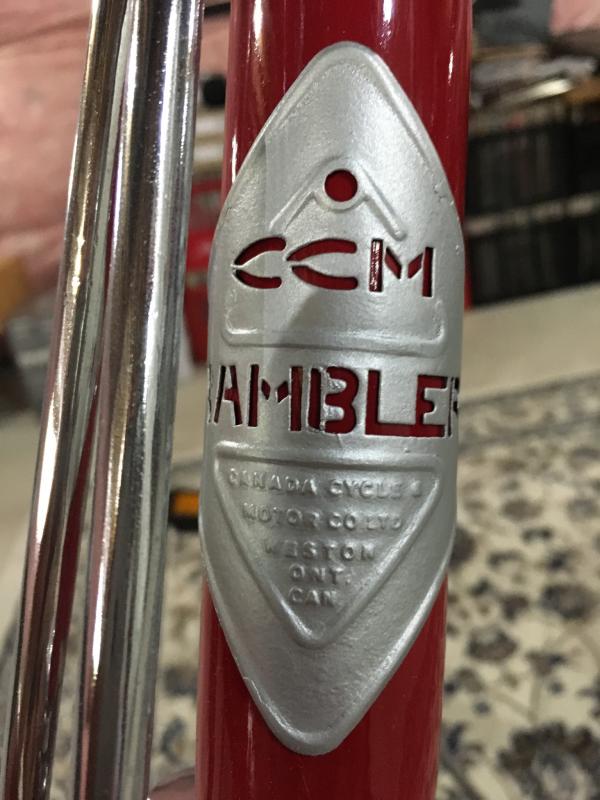 CCM
RAMBLER
CANADA CYCLE &
MOTOR CO LTD
WESTON
ONT.
CAN